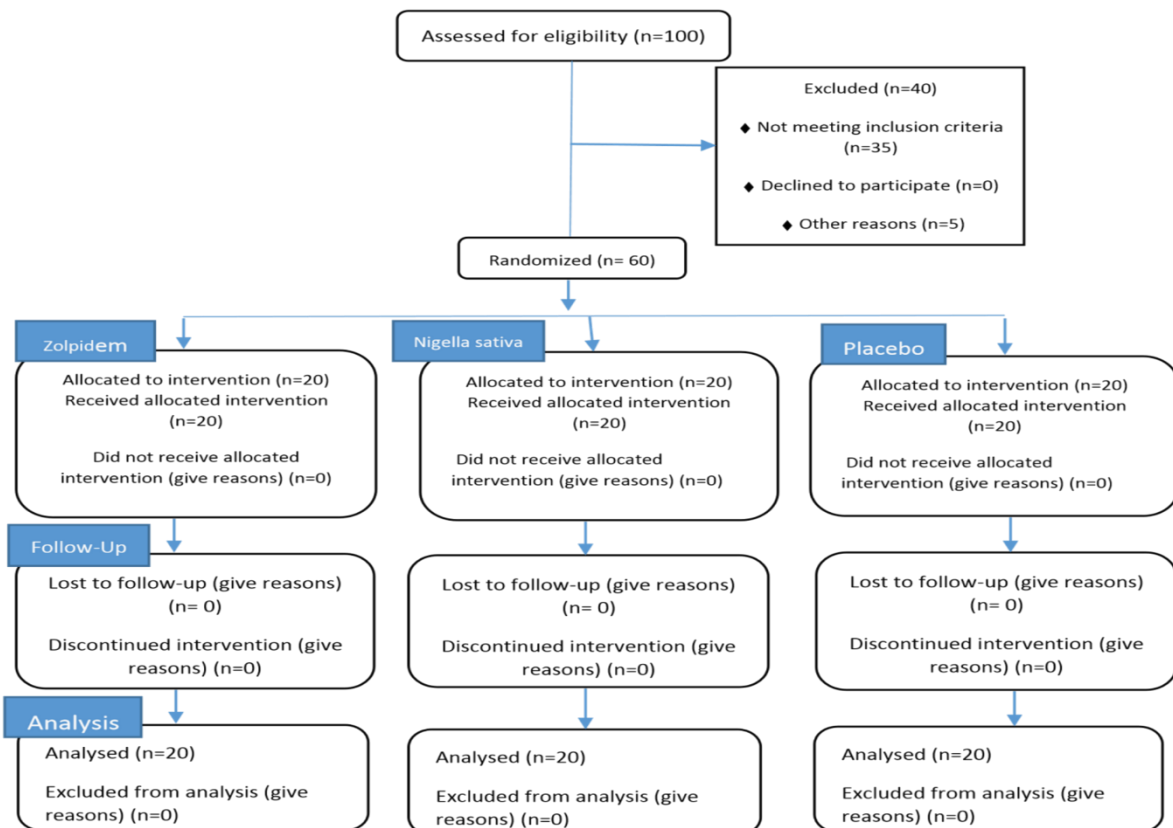 Assessed for eligibility (n=100)
Excluded (n=40)
♦ Not meeting inclusion criteria
(n=35)
♦ Declined to participate (n=0)
♦ Other reasons (n=5)
Randomized (n= 60)
Zolpidem
Allocated to intervention (n=20)
Received allocated intervention
(n=20)
Did not receive allocated
intervention (give reasons) (n=0)
Nigella sativa
Allocated to intervention (n=20)
Received allocated intervention
(n=20)
Did not receive allocated
intervention (give reasons) (n=0)
Placebo
Allocated to intervention (n=20)
Received allocated intervention
(n=20)
Did not receive allocated
intervention (give reasons) (n=0)
Follow-Up
Lost to follow-up (give reasons)
(n= 0)
Discontinued intervention (give
reasons) (n=0)
Lost to follow-up (give reasons)
(n= 0)
Discontinued intervention (give
reasons) (n=0)
Lost to follow-up (give reasons)
(n= 0)
Discontinued intervention (give
reasons) (n=0)
Analysis
Analysed (n=20)
Excluded from analysis (give
reasons) (n=0)
Analysed (n=20)
Excluded from analysis (give
reasons) (n=0)
Analysed (n=20)
Excluded from analysis (give
reasons) (n=0)